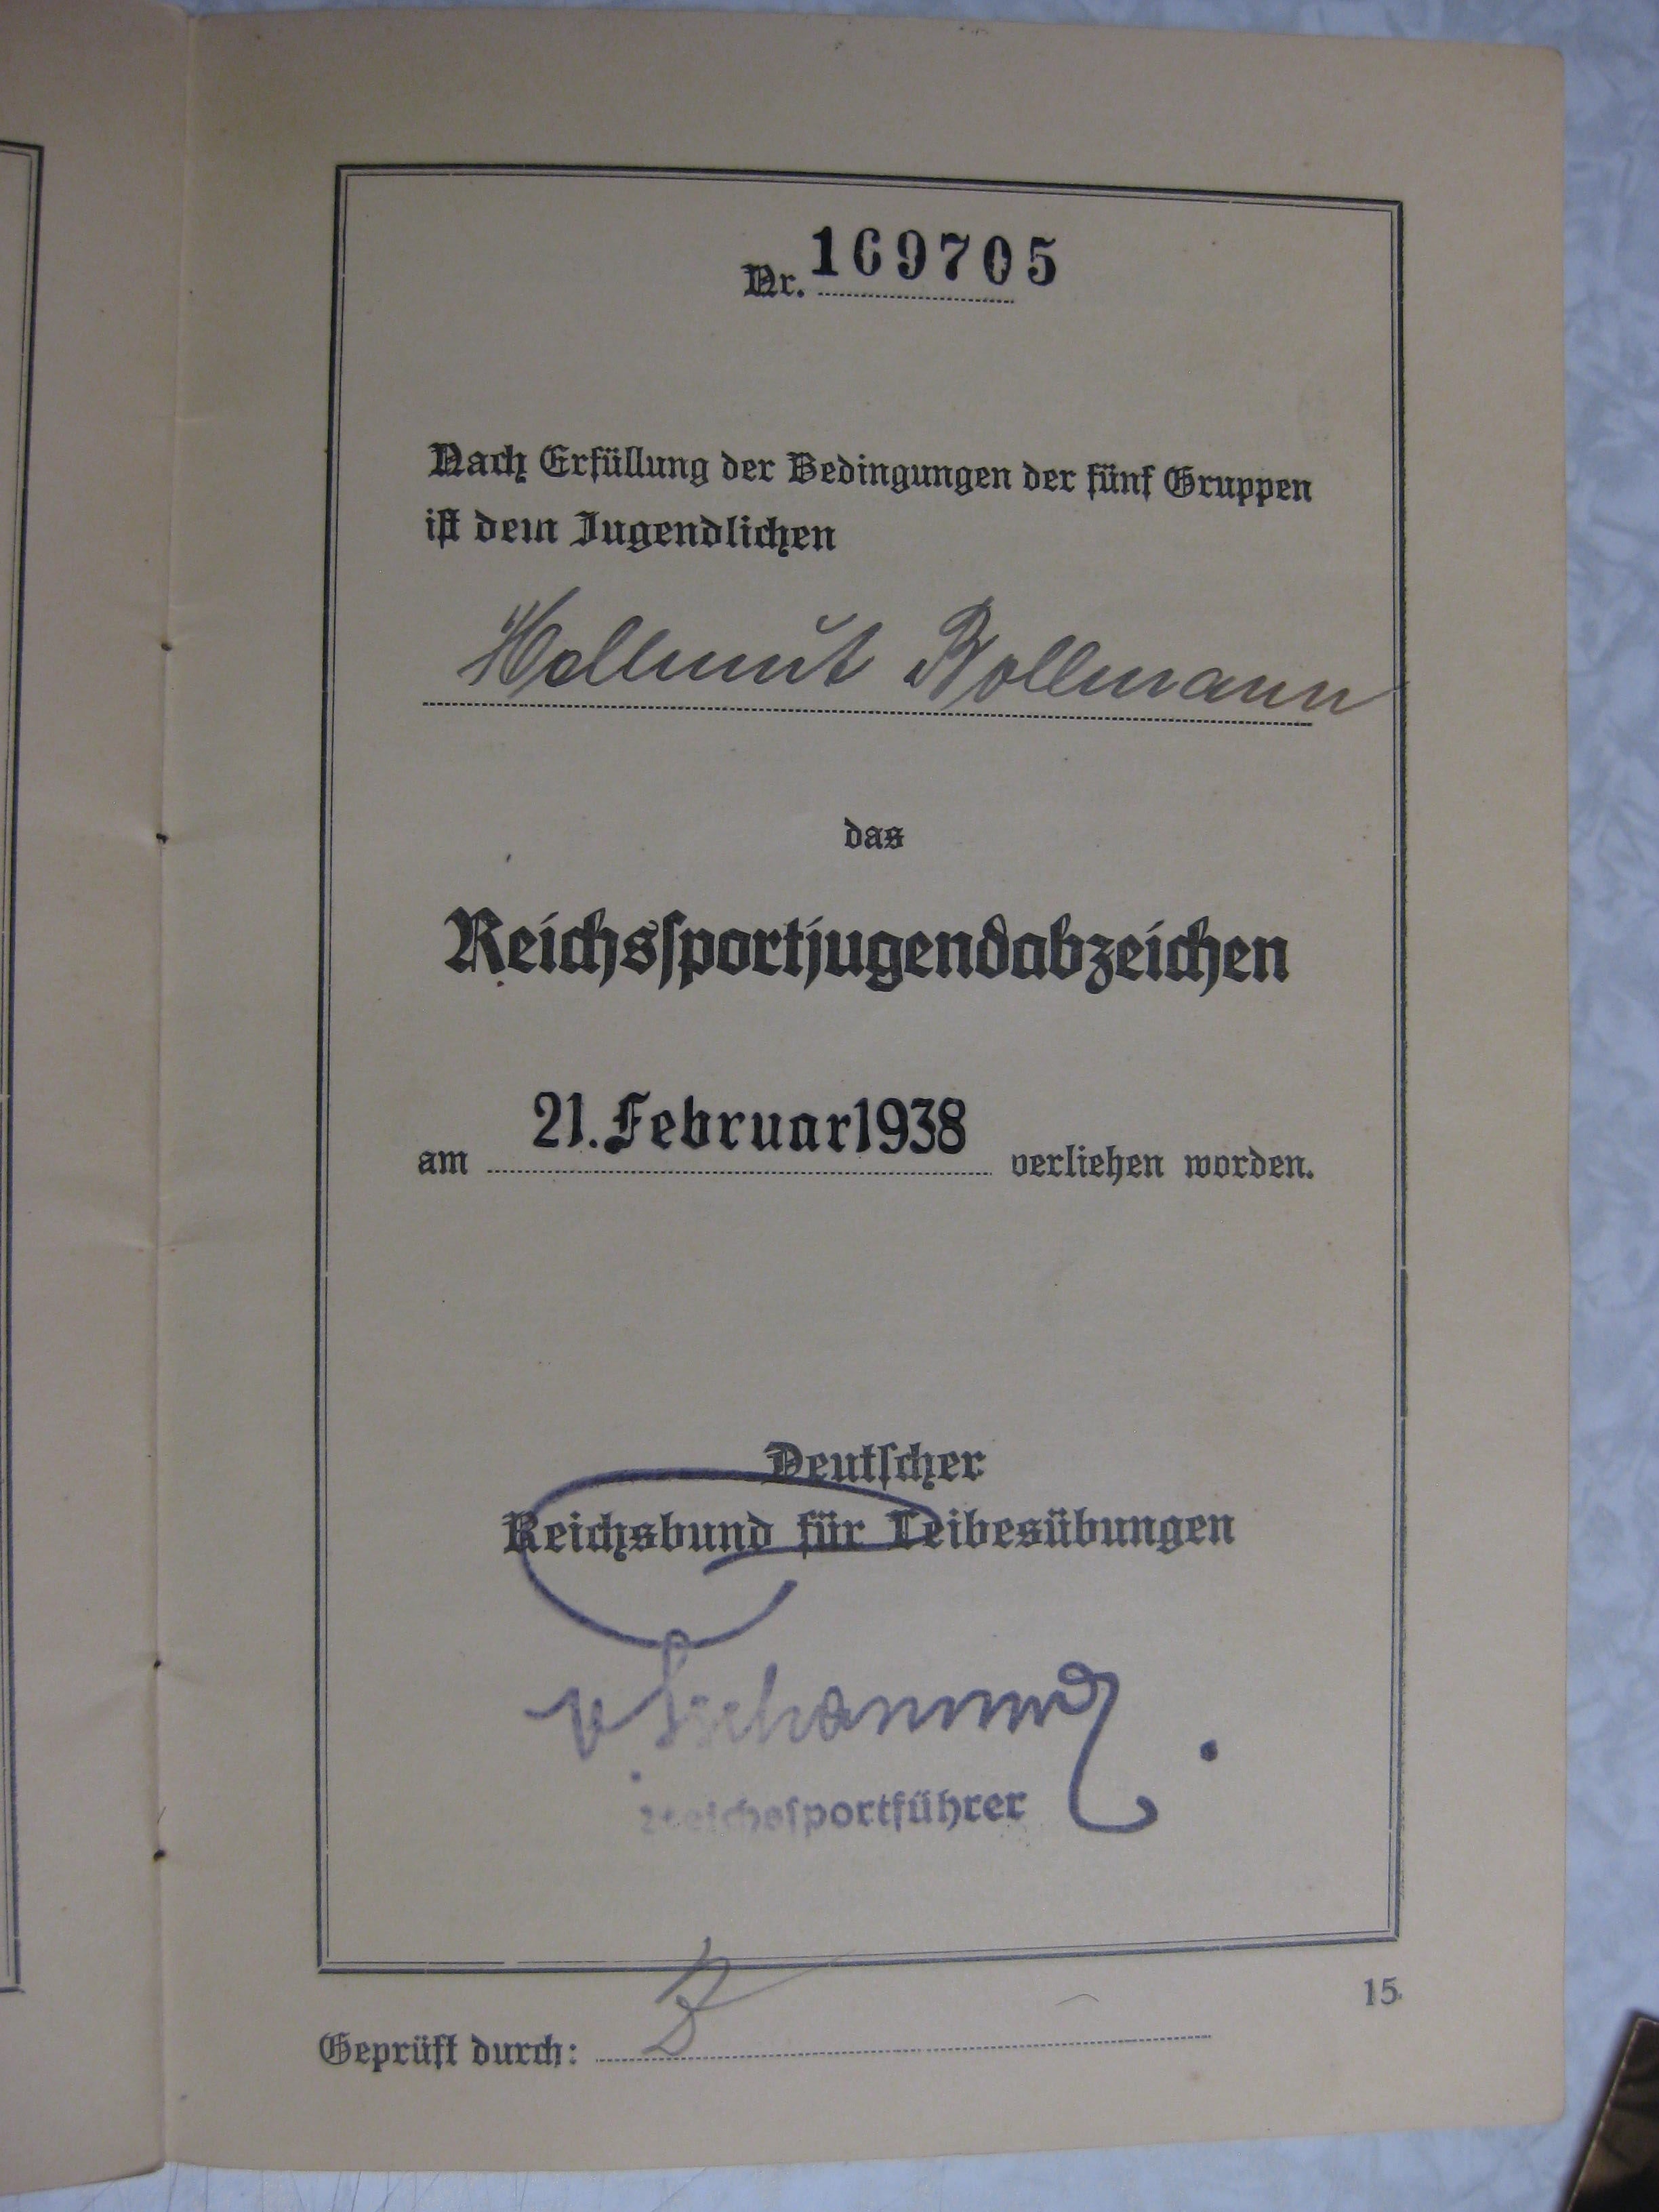 Nr. 169705
Nach Erfüllung der Bedingungen der fünf Gruppen
ist dem Jugendlichen
Hellmut Bollmann
das
Reichssportjugendabzeichen
am 21. Februar 1938 verliehen worden.
Deutscher
Reichsbund für Leibesübungen
v Tschammer
Reichssportführer
15
Geprüft durch: